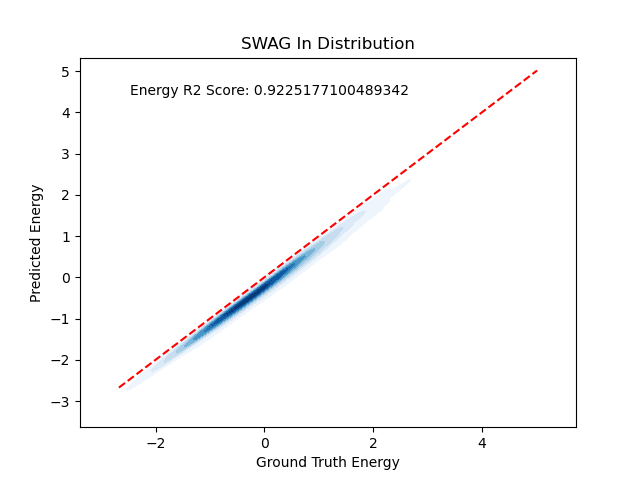 SWAG In Distribution
Energy R2 Score: 0.9225177100489342
5
4
3
2
1
0
−1
−2
−3
Predicted Energy
−2 0 2 4
Ground Truth Energy